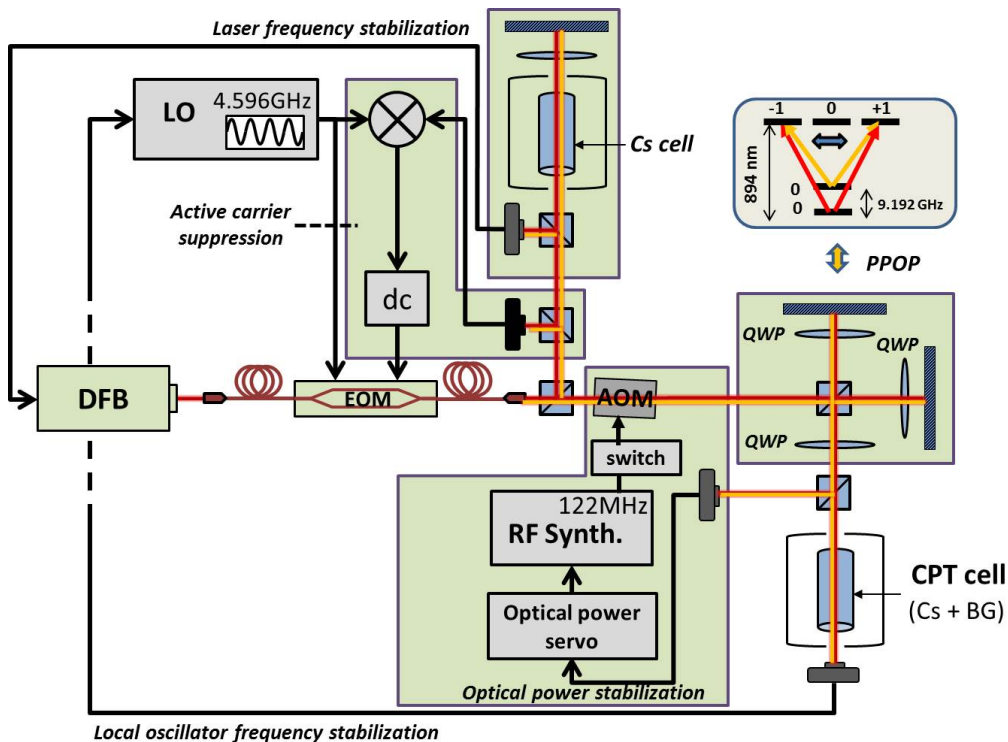 Laser frequency stabilization
LO
4.596GHz
Cs cell
Active carrier
suppression
dc
DFB
EOM
AOM
switch
122MHz
RF Synth.
Optical power
servo
Optical power stabilization
Local oscillator frequency stabilization
-1 0 +1
894 nm
0
0
9.192 GHz
PPOP
QWP
QWP
QWP
CPT cell
(Cs + BG)